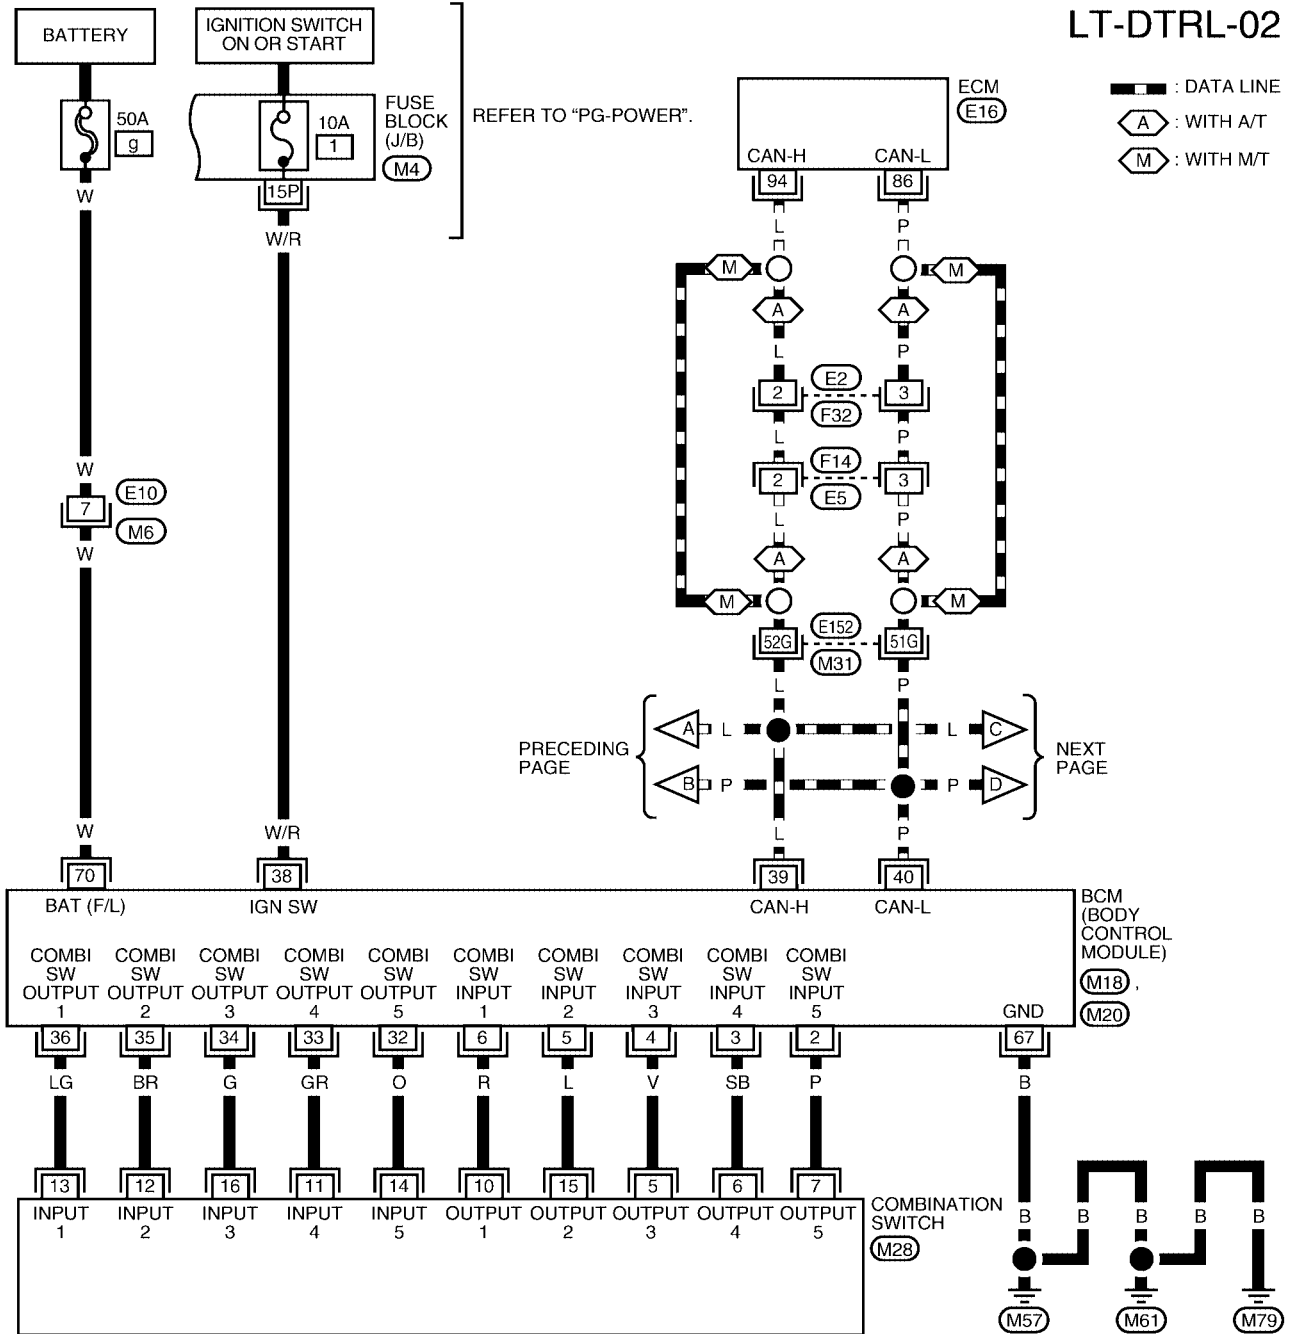 LT-DTRL-02
BATTERY
IGNITION SWITCH
ON OR START
50A
g
10A
1
FUSE
BLOCK
(J/B)
M4
REFER TO “PG-POWER”.
15P
W
W/R
ECM
E16
CAN-H
CAN-L
94
86
: DATA LINE
A : WITH A/T
M : WITH M/T
L
P
M
M
A
A
L
P
2
E2
3
F32
L
P
F14
2
3
E5
L
P
A
A
M
M
E152
52G
51G
M31
L
P
W
7
E10
M6
W
PRECEDING
PAGE
A
L
L
C
B
P
P
D
NEXT
PAGE
W
W/R
L
P
70
38
39
40
BAT (F/L)
IGN SW
CAN-H
CAN-L
BCM
(BODY
CONTROL
MODULE)
M18 ,
M20
COMBI
SW
OUTPUT
1
COMBI
SW
OUTPUT
2
COMBI
SW
OUTPUT
3
COMBI
SW
OUTPUT
4
COMBI
SW
OUTPUT
5
COMBI
SW
INPUT
1
COMBI
SW
INPUT
2
COMBI
SW
INPUT
3
COMBI
SW
INPUT
4
COMBI
SW
INPUT
5
GND
36
35
34
33
32
6
5
4
3
2
67
LG
BR
G
GR
O
R
L
V
SB
P
B
13
12
16
11
14
10
15
5
6
7
INPUT
1
INPUT
2
INPUT
3
INPUT
4
INPUT
5
OUTPUT
1
OUTPUT
2
OUTPUT
3
OUTPUT
4
OUTPUT
5
COMBINATION
SWITCH
M28
B
B
B
B
B
M57
M61
M79